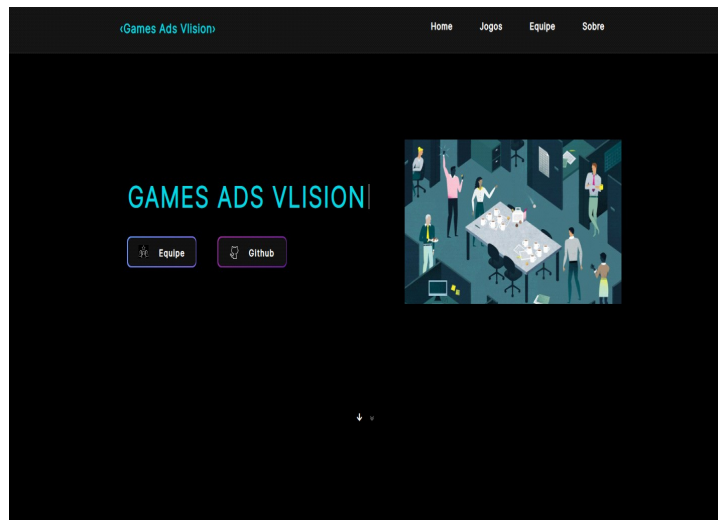 ‹Games Ads Vlision›
Home Jogos Equipe Sobre
GAMES ADS VLISION
Equipe Github